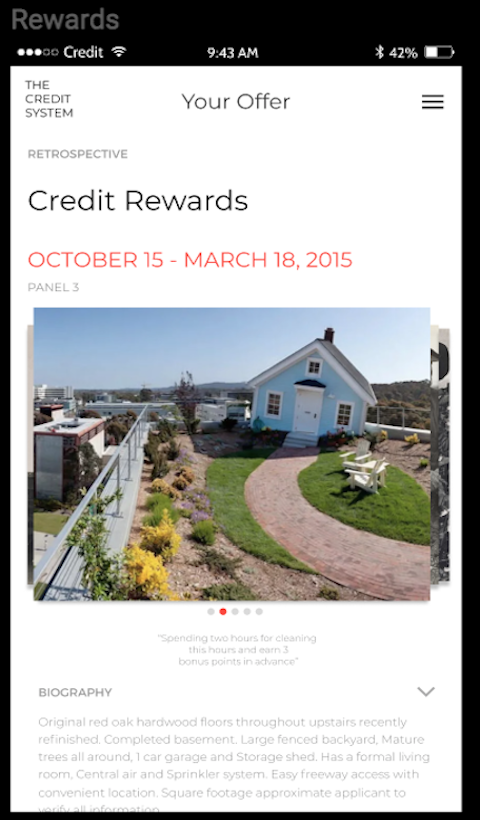 Rewards
Credit
9:43 AM
42%
THE
CREDIT
SYSTEM
Your Offer
RETROSPECTIVE
Credit Rewards
OCTOBER 15 - MARCH 18, 2015
PANEL 3
"Spending two hours for cleaning
this hours and earn 3
bonus points in advance"
BIOGRAPHY
Original red oak hardwood floors throughout upstairs recently
refinished. Completed basement. Large fenced backyard, Mature
trees all around, 1 car garage and Storage shed. Has a formal living
room, Central air and Sprinkler system. Easy freeway access with
convenient location. Square footage approximate applicant to
verify all information